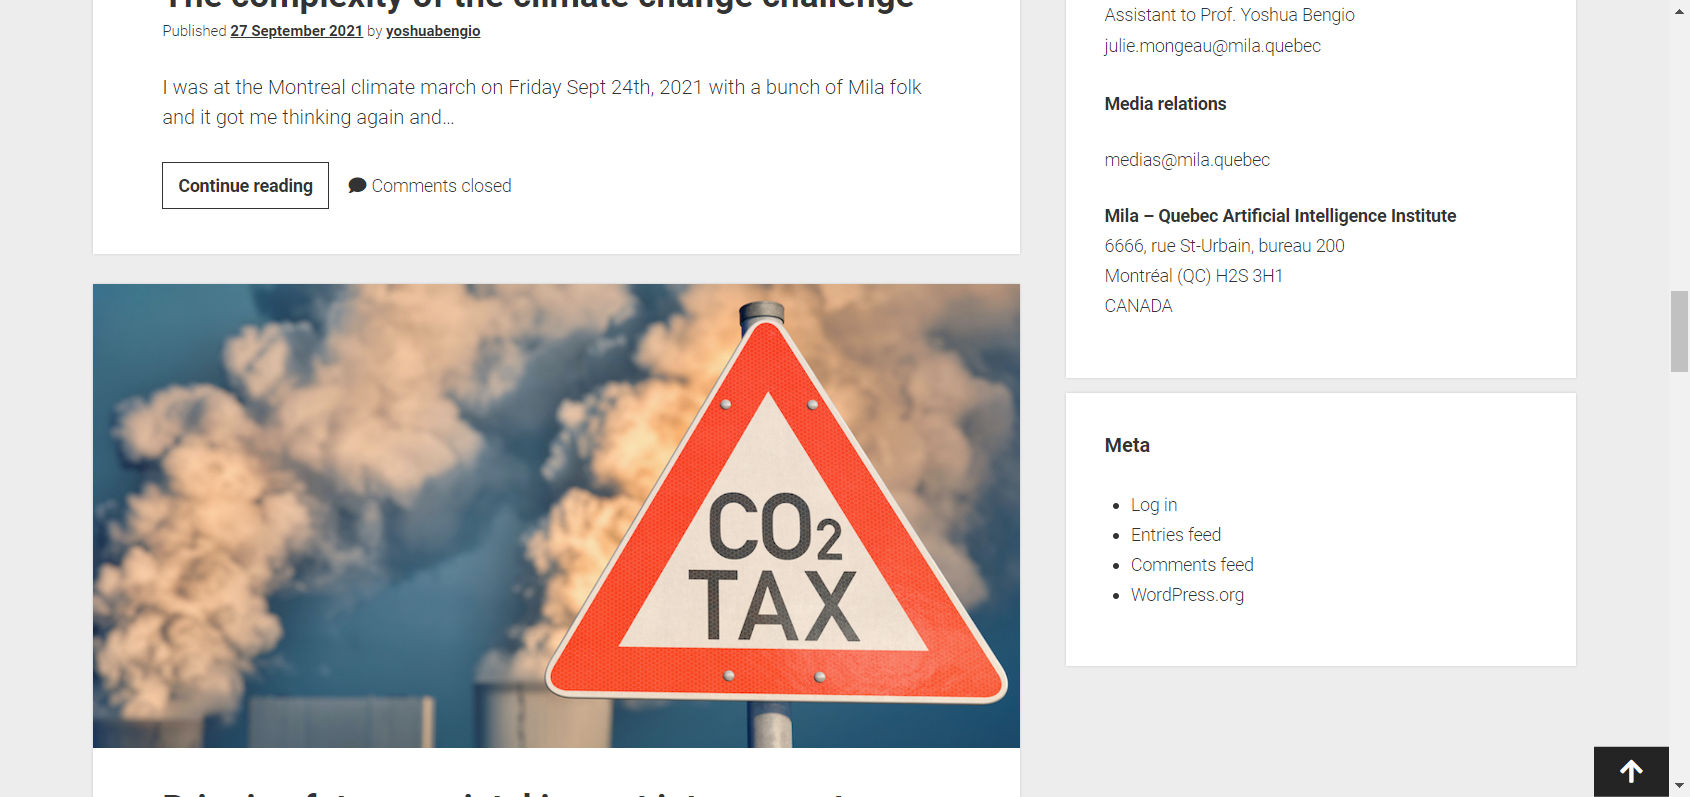 The complexity of the climate change challenge
Published 27 September 2021 by yoshuabengio
I was at the Montreal climate march on Friday Sept 24th, 2021 with a bunch of Mila folk
and it got me thinking again and…
Continue reading
Comments closed
CO2
TAX
Assistant to Prof. Yoshua Bengio
julie.mongeau@mila.quebec
Media relations
medias@mila.quebec
Mila – Quebec Artificial Intelligence Institute
6666, rue St-Urbain, bureau 200
Montréal (QC) H2S 3H1
CANADA
Meta
Log in
Entries feed
Comments feed
WordPress.org